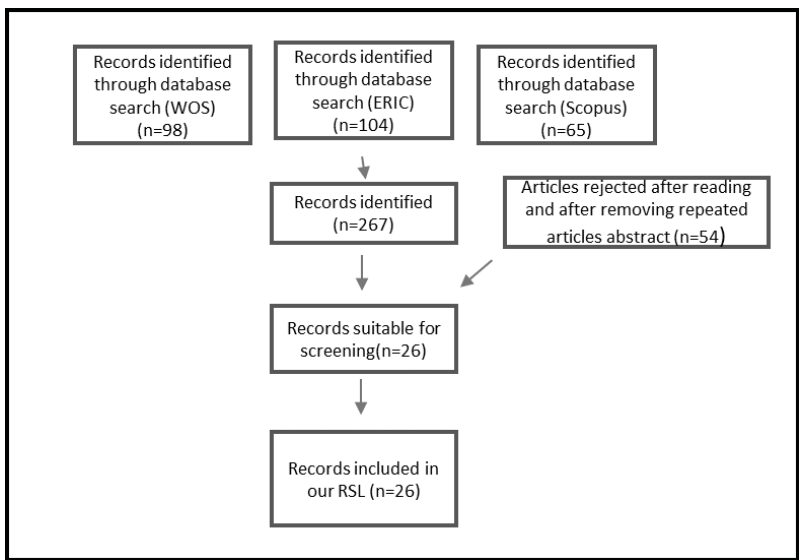 Records identified
through database
search (WOS)
(n=98)
Records identified
through database
search (ERIC)
(n=104)
Records identified
through database
search (Scopus)
(n=65)
Records identified
(n=267)
Articles rejected after reading
and after removing repeated
articles abstract (n=54)
Records suitable for
screening(n=26)
Records included in
our RSL (n=26)